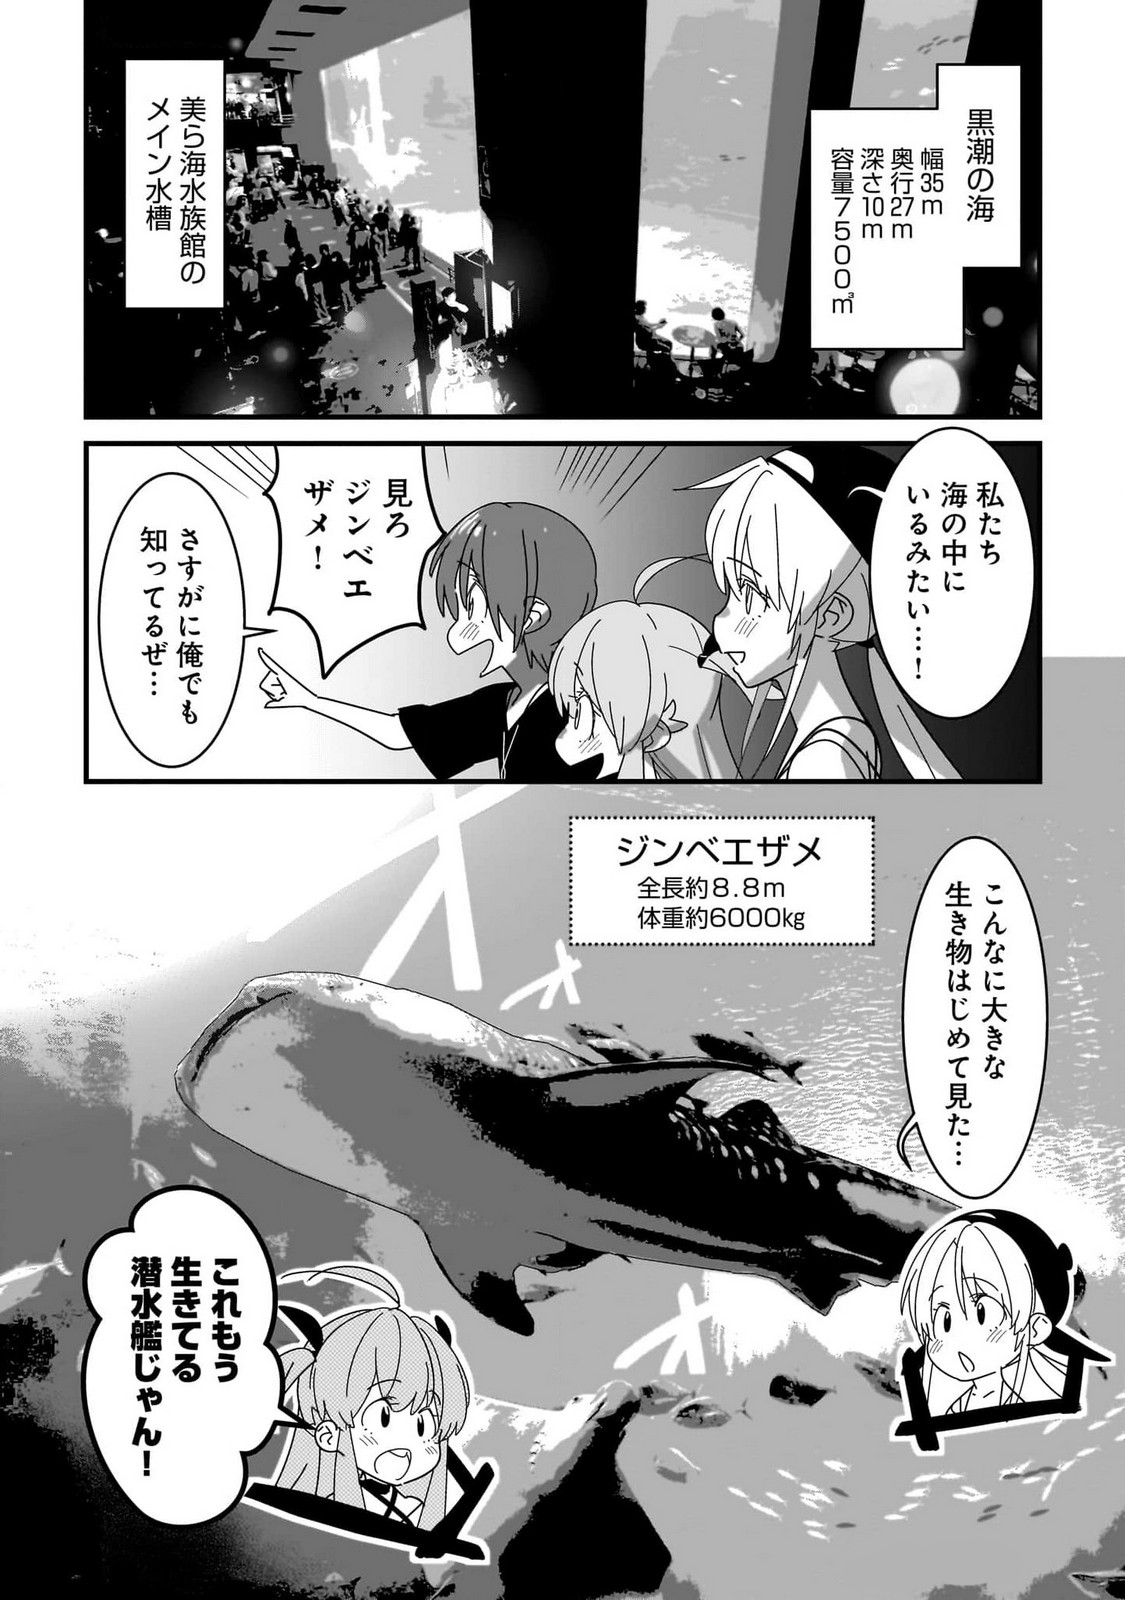 黒潮の海
幅35m
奥行27m
深さ10m
容量7500㎥
美ら海水族館の
メイン水槽
私たち
海の中に
いるみたい…！
見ろ
ジンベエ
ザメ！
さすがに俺でも
知ってるぜ…
ジンベエザメ
全長約8.8m
体重約6000㎏
こんなに大きな
生き物はじめて見た…
これもう
生きてる
潜水艦じゃん！